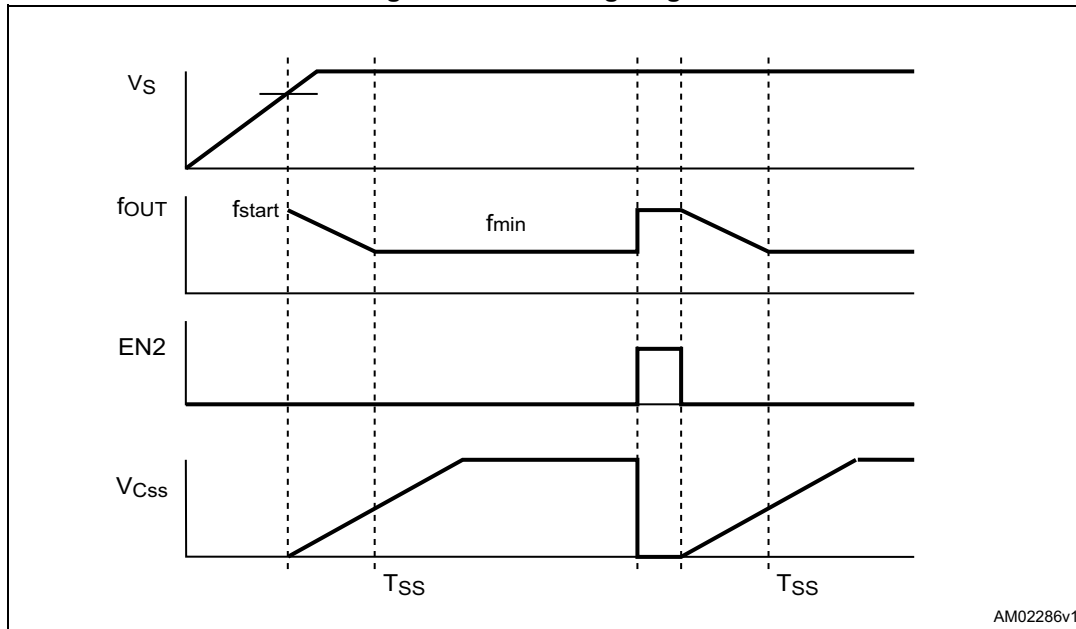 VS
fOUT
fstart
fmin
EN2
VCss
TSS
TSS
AM02286v1